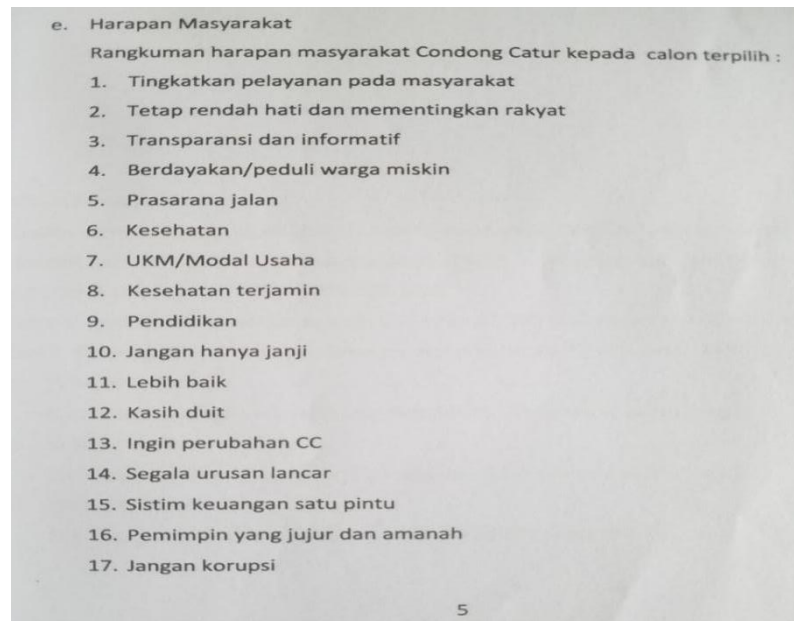 e. Harapan Masyarakat
Rangkuman harapan masyarakat Condong Catur kepada calon terpilih :
1. Tingkatkan pelayanan pada masyarakat
2. Tetap rendah hati dan mementingkan rakyat
3. Transparansi dan informatif
4. Berdayakan/peduli warga miskin
5. Prasarana jalan
6. Kesehatan
7. UKM/Modal Usaha
8. Kesehatan terjamin
9. Pendidikan
10. Jangan hanya janji
11. Lebih baik
12. Kasih duit
13. Ingin perubahan CC
14. Segala urusan lancar
15. Sistim keuangan satu pintu
16. Pemimpin yang jujur dan amanah
17. Jangan korupsi
5